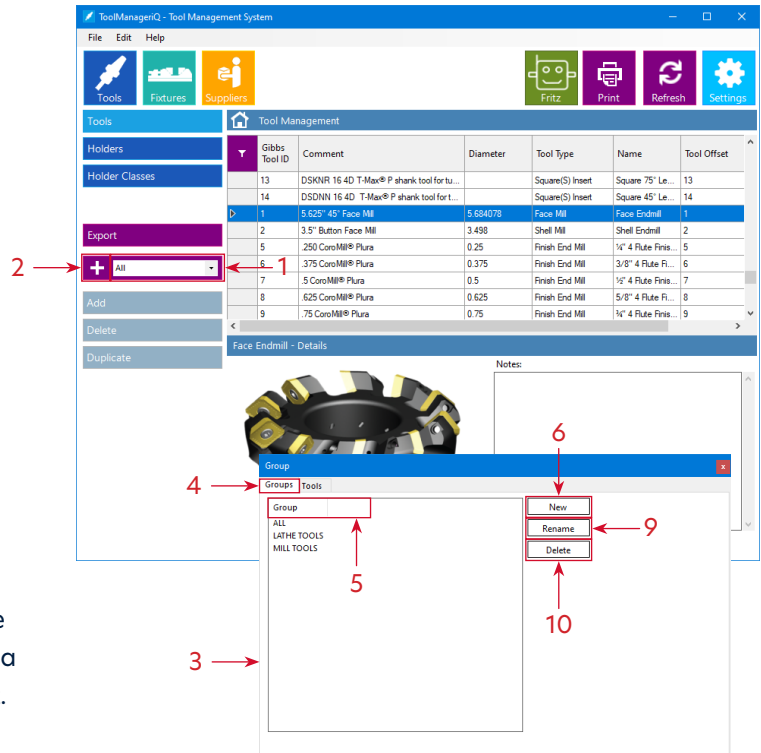 ToolManageriQ - Tool Management System
File Edit Help
Tools Fixtures Suppliers Fritz Print Refresh Settings
Tools
Holders
Holder Classes
Export
2
All
1
Add
Delete
Duplicate
Tool Management
Gibbs Tool ID Comment Diameter Tool Type Name Tool Offset
13 DSKNR 16 4D T-Max® P shank tool for tu... Square(S) Insert Square 75° Le... 13
14 DSDNN 16 4D T-Max® P shank tool for t... Square(S) Insert Square 45° Le... 14
1 5.625" 45° Face Mill 5.684078 Face Mill Face Endmill 1
2 3.5" Button Face Mill 3.498 Shell Mill Shell Endmill 2
5 .250 CoroMill® Plura 0.25 Finish End Mill ¼" 4 Flute Finis... 5
6 .375 CoroMill® Plura 0.375 Finish End Mill 3/8" 4 Flute Fi... 6
7 .5 CoroMill® Plura 0.5 Finish End Mill ½" 4 Flute Finis... 7
8 .625 CoroMill® Plura 0.625 Finish End Mill 5/8" 4 Flute Fi... 8
9 .75 CoroMill® Plura 0.75 Finish End Mill ¾" 4 Flute Finis... 9
Face Endmill - Details
Notes:
Group x
4
Groups Tools
Group
ALL
LATHE TOOLS
MILL TOOLS
5
6
New
Rename
9
Delete
10
3
e
a
.